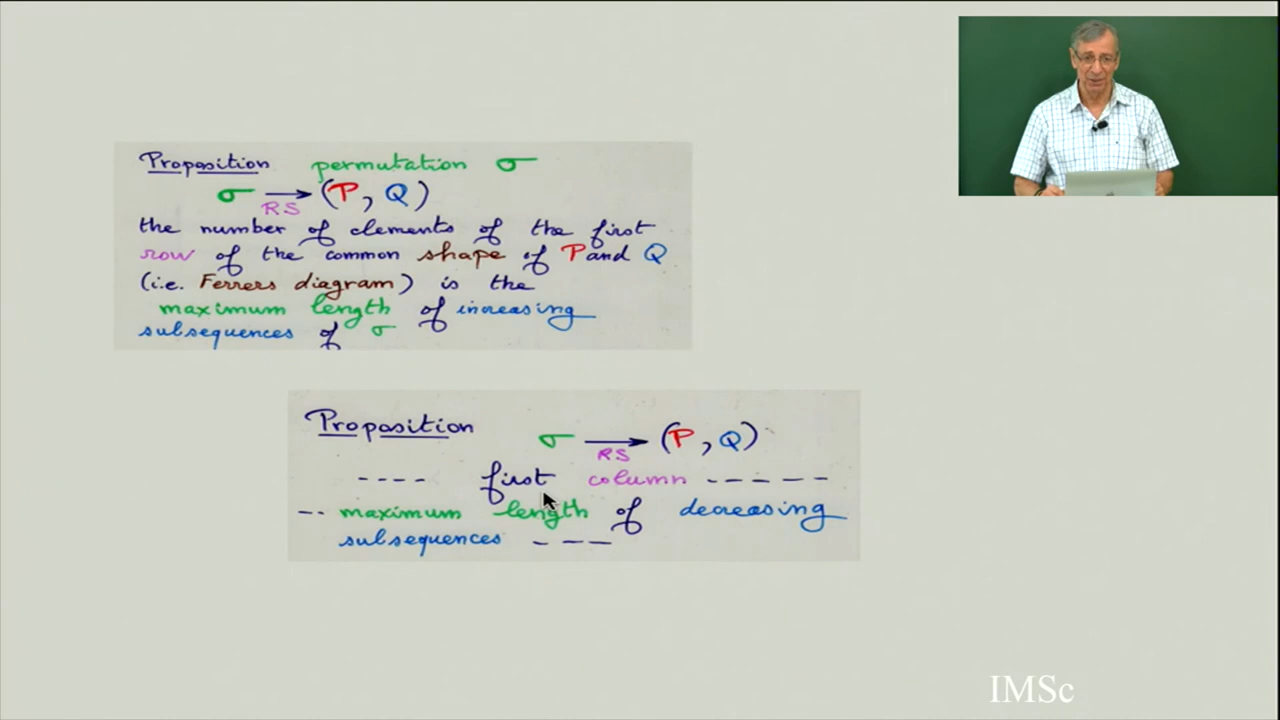 Proposition permutation σ
σ → (P, Q)
RS
the number of elements of the first
row of the common shape of P and Q
(i.e. Ferrers diagram) is the
maximum length of increasing
subsequences of σ
Proposition σ → (P, Q)
RS
---- first column -----
-- maximum length of decreasing
subsequences ----
IMSc